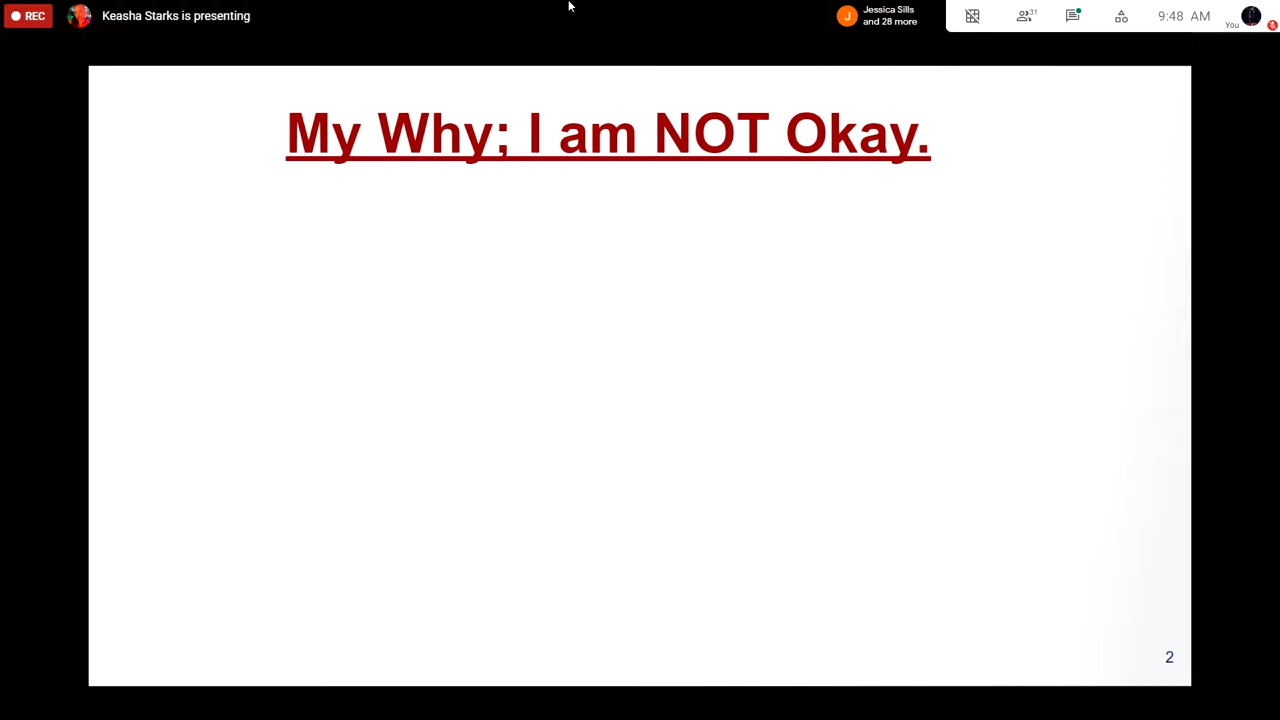 REC
Keasha Starks is presenting
J
Jessica Sills
and 28 more
31
9:48 AM
You
My Why; I am NOT Okay.
2